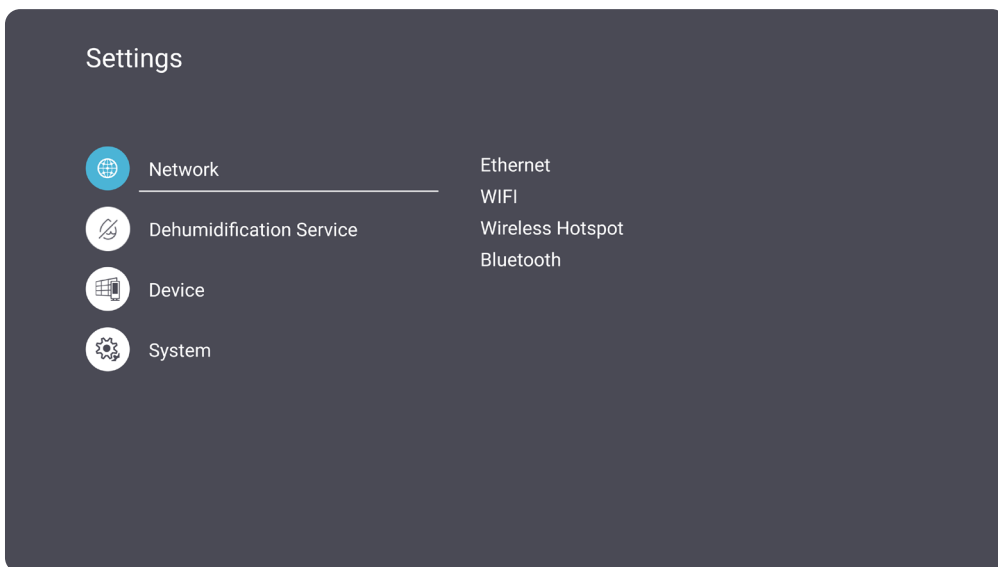 Settings
Network
Dehumidification Service
Device
System
Ethernet
WIFI
Wireless Hotspot
Bluetooth